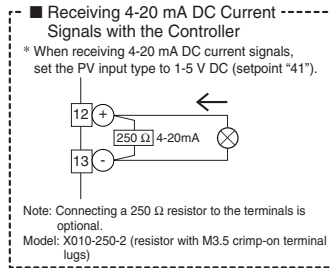 ■ Receiving 4-20 mA DC Current
Signals with the Controller
* When receiving 4-20 mA DC current signals,
set the PV input type to 1-5 V DC (setpoint "41").
12 +
250 Ω 4-20mA
13 -
Note: Connecting a 250 Ω resistor to the terminals is
optional.
Model: X010-250-2 (resistor with M3.5 crimp-on terminal
lugs)